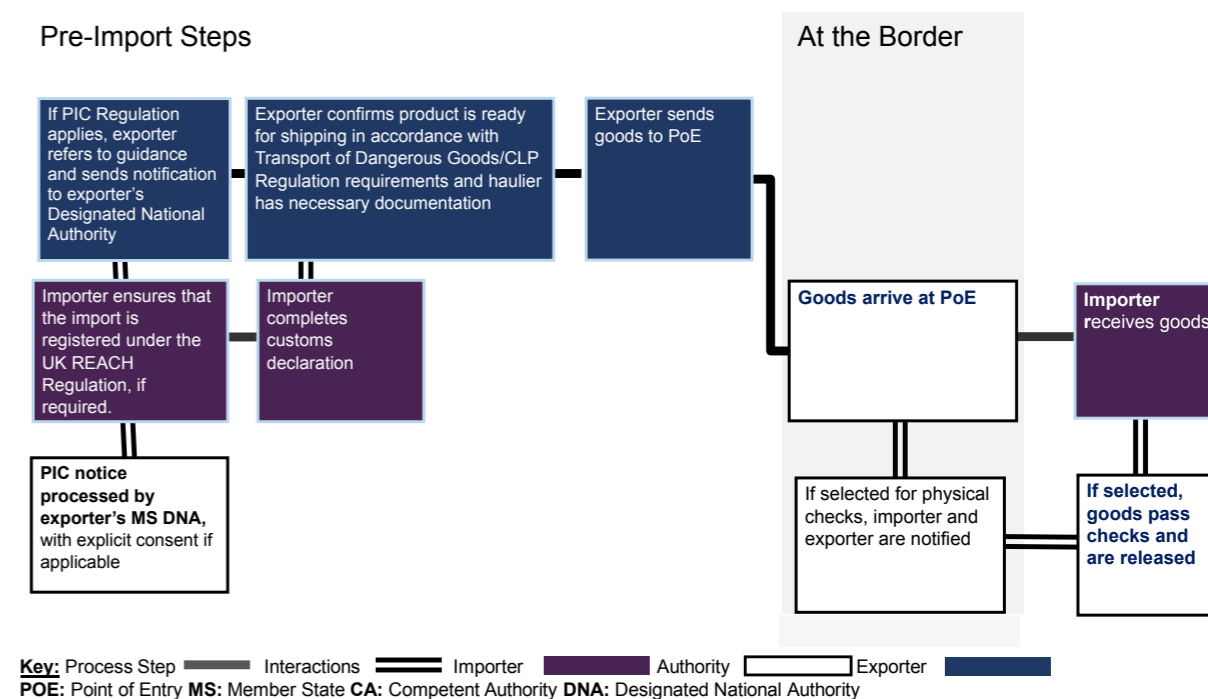 Pre-Import Steps
At the Border
If PIC Regulation
applies, exporter
refers to guidance
and sends notification
to exporter's
Designated National
Authority
Exporter confirms product is ready
for shipping in accordance with
Transport of Dangerous Goods/CLP
Regulation requirements and haulier
has necessary documentation
Exporter sends
goods to PoE
Importer ensures that
the import is
registered under the
UK REACH
Regulation, if
required.
Importer
completes
customs
declaration
Goods arrive at PoE
Importer
receives goods
PIC notice
processed by
exporter's MS DNA,
with explicit consent if
applicable
If selected for physical
checks, importer and
exporter are notified
If selected,
goods pass
checks and
are released
Key: Process Step Interactions Importer Authority Exporter
POE: Point of Entry MS: Member State CA: Competent Authority DNA: Designated National Authority